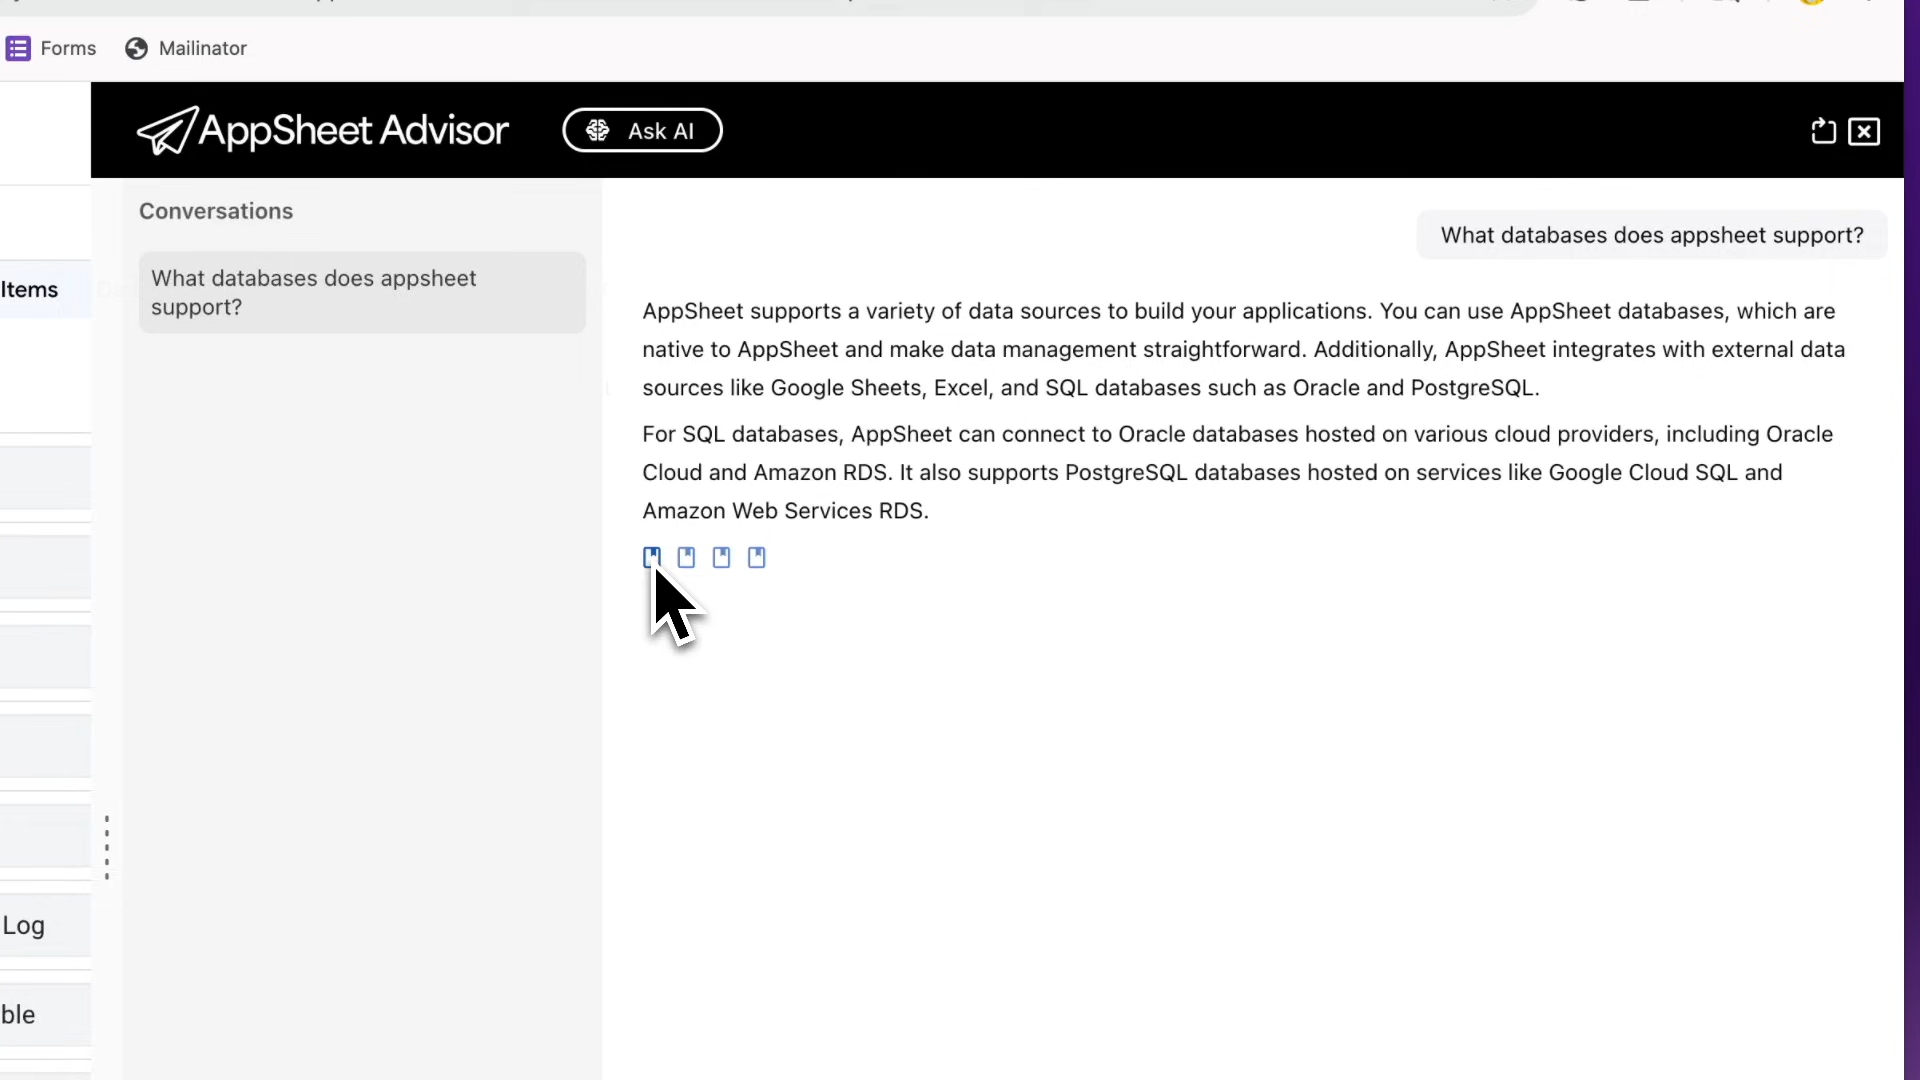 Forms
Mailinator
AppSheet Advisor
Ask AI
Conversations
What databases does appsheet
support?
Items
Log
ble
What databases does appsheet support?
AppSheet supports a variety of data sources to build your applications. You can use AppSheet databases, which are
native to AppSheet and make data management straightforward. Additionally, AppSheet integrates with external data
sources like Google Sheets, Excel, and SQL databases such as Oracle and PostgreSQL.
For SQL databases, AppSheet can connect to Oracle databases hosted on various cloud providers, including Oracle
Cloud and Amazon RDS. It also supports PostgreSQL databases hosted on services like Google Cloud SQL and
Amazon Web Services RDS.